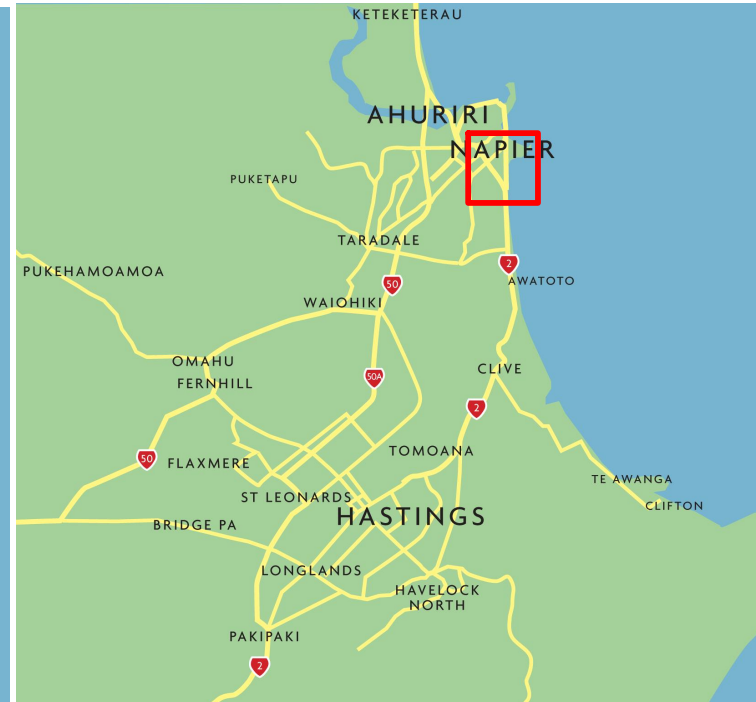 KETEKETERAU
AHURIRI
NAPIER
PUKETAPU
TARADALE
2
PUKEHAMOAMOA
50
AWATOTO
WAIOHIKI
OMAHU
CLIVE
FERNHILL
50A
2
TOMOANA
50
FLAXMERE
TE AWANGA
ST LEONARDS
CLIFTON
HASTINGS
BRIDGE PA
LONGLANDS
HAVELOCK
NORTH
PAKIPAKI
2